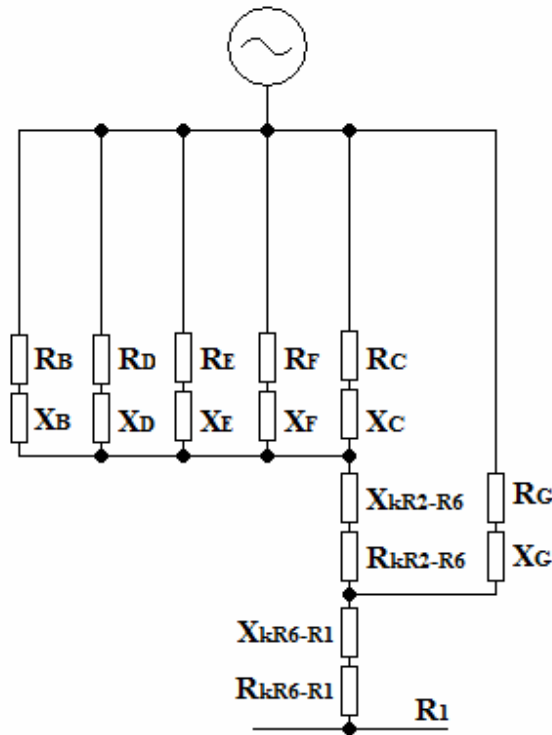 RB RD RE RF RC
XB XD XE XF XC
XkR2-R6 RG
RkR2-R6 XG
XkR6-R1
RkR6-R1
R1